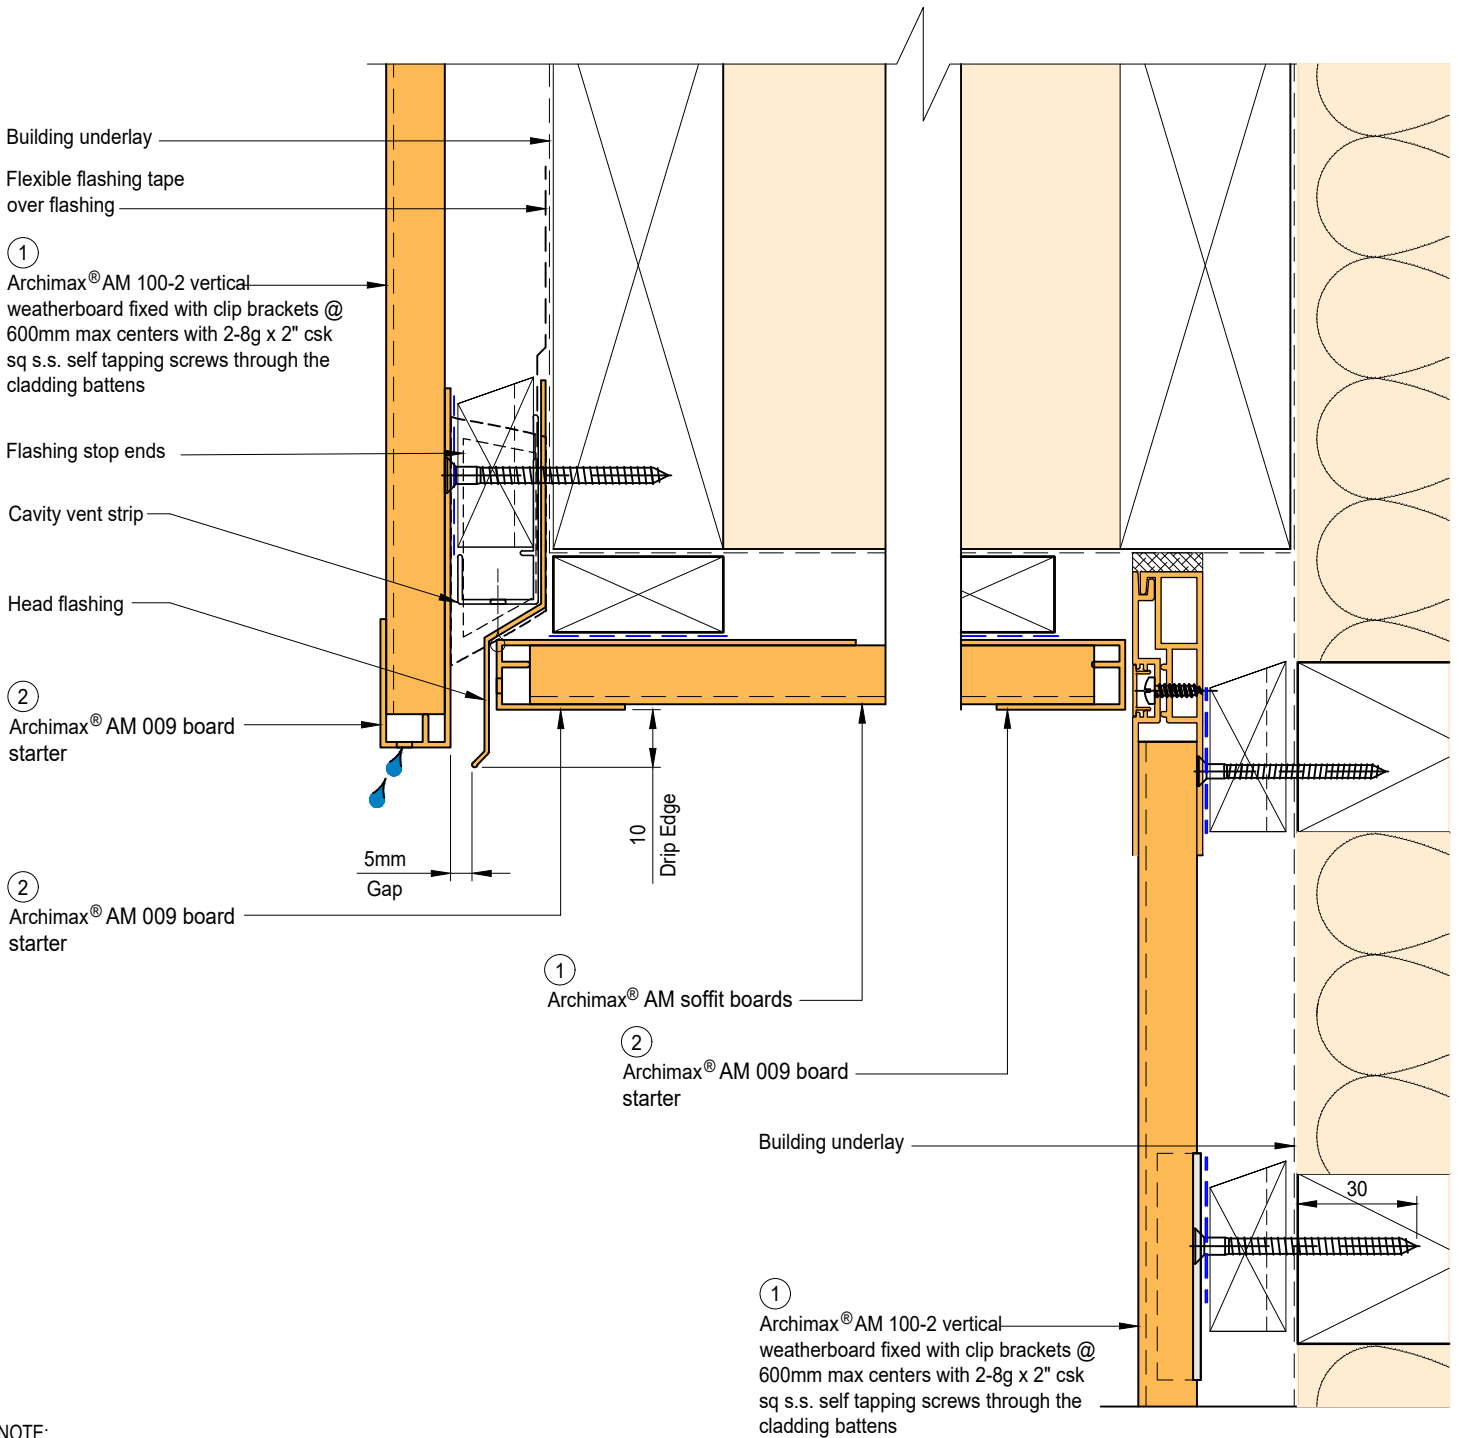 Building underlay
Flexible flashing tape
over flashing
1
Archimax® AM 100-2 vertical
weatherboard fixed with clip brackets @
600mm max centers with 2-8g x 2" csk
sq s.s. self tapping screws through the
cladding battens
Flashing stop ends
Cavity vent strip
Head flashing
2
Archimax® AM 009 board
starter
5mm
Gap
10
Drip Edge
2
Archimax® AM 009 board
starter
1
Archimax® AM soffit boards
2
Archimax® AM 009 board
starter
Building underlay
30
1
Archimax® AM 100-2 vertical
weatherboard fixed with clip brackets @
600mm max centers with 2-8g x 2" csk
sq s.s. self tapping screws through the
cladding battens
NOTE: